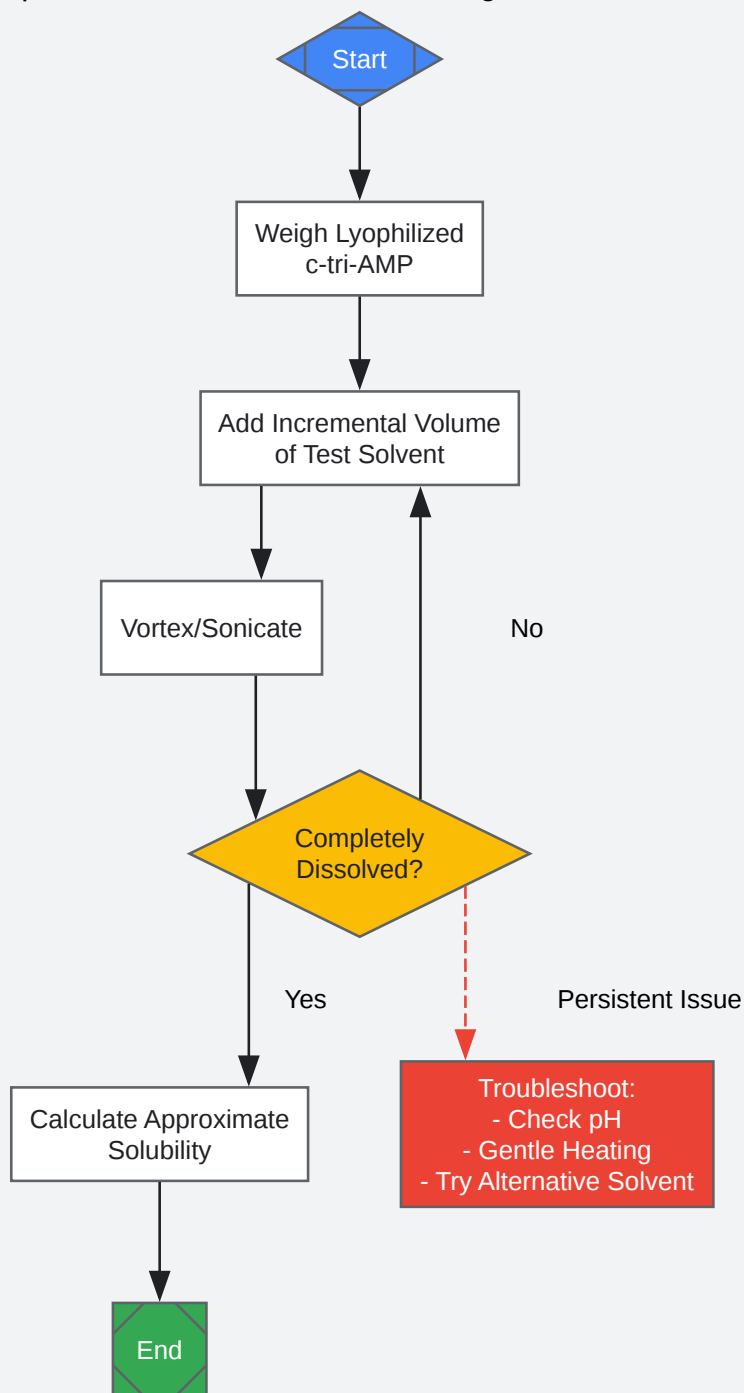 Start
Weigh Lyophilized
c-tri-AMP
Add Incremental Volume
of Test Solvent
Vortex/Sonicate
No
Completely
Dissolved?
Yes
Persistent Issue
Troubleshoot:
- Check pH
- Gentle Heating
- Try Alternative Solvent
Calculate Approximate
Solubility
End